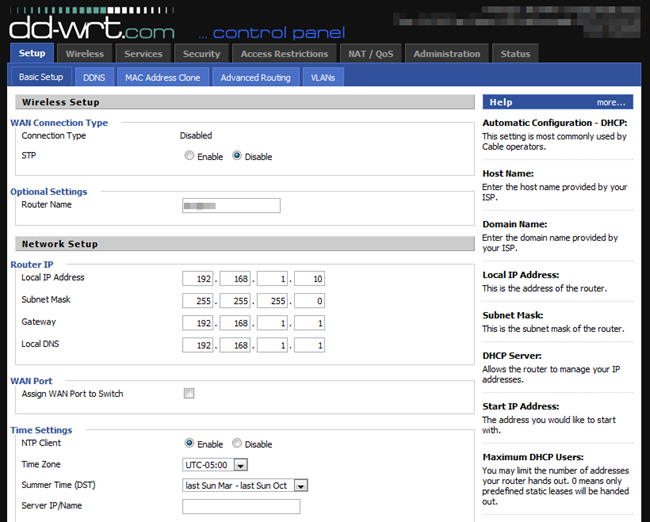 dd-wrt.com ... control panel
Setup Wireless Services Security Access Restrictions NAT / QoS Administration Status
Basic Setup DDNS MAC Address Clone Advanced Routing VLANs
Wireless Setup
WAN Connection Type
Connection Type Disabled
STP Enable Disable
Optional Settings
Router Name
Network Setup
Router IP
Local IP Address 192. 168. 1. 10
Subnet Mask 255. 255. 255. 0
Gateway 192. 168. 1. 1
Local DNS 192. 168. 1. 1
WAN Port
Assign WAN Port to Switch
Time Settings
NTP Client Enable Disable
Time Zone UTC-05:00
Summer Time (DST) last Sun Mar - last Sun Oct
Server IP/Name
Help more...
Automatic Configuration - DHCP:
This setting is most commonly used by
Cable operators.
Host Name:
Enter the host name provided by your
ISP.
Domain Name:
Enter the domain name provided by
your ISP.
Local IP Address:
This is the address of the router.
Subnet Mask:
This is the subnet mask of the router.
DHCP Server:
Allows the router to manage your IP
addresses.
Start IP Address:
The address you would like to start
with.
Maximum DHCP Users:
You may limit the number of addresses
your router hands out. 0 means only
predefined static leases will be handed
out.